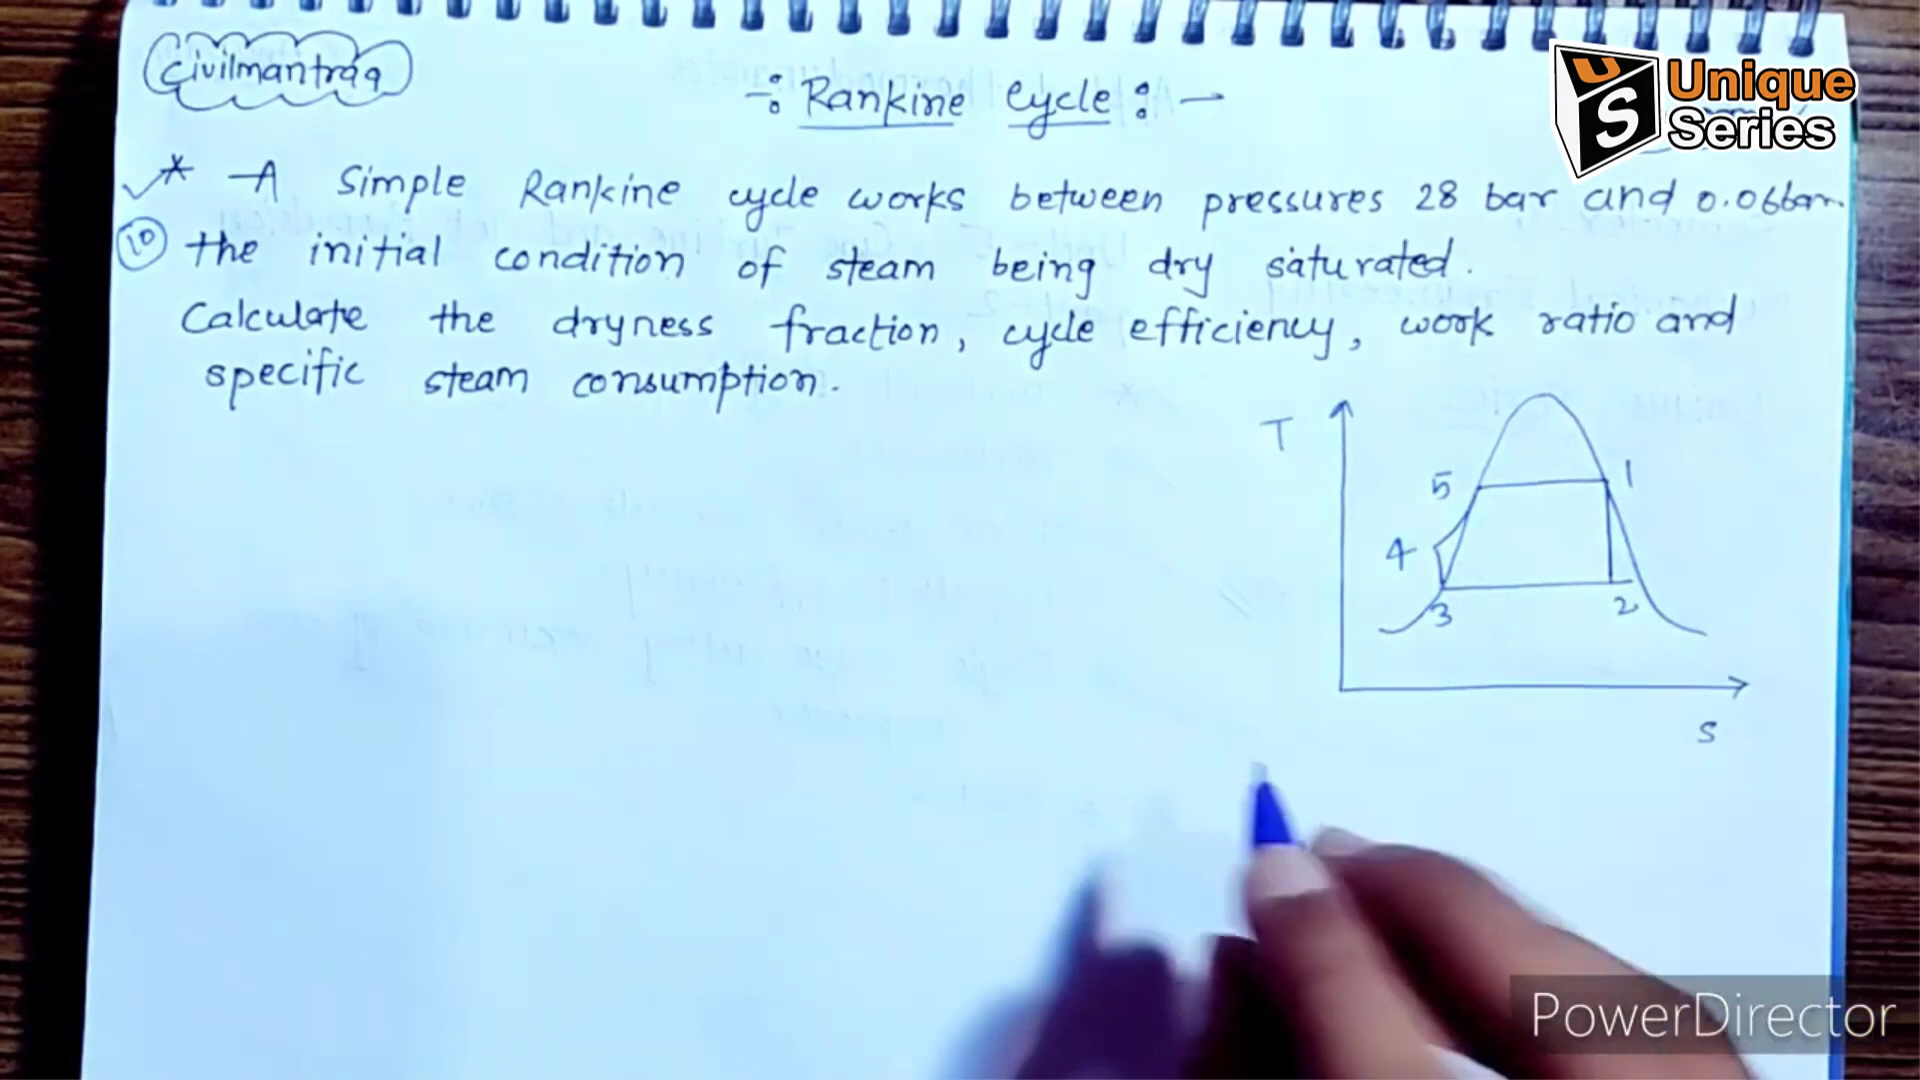 Civilmantraa
÷ Rankine Cycle :-
Unique
Series
US
* A Simple Rankine cycle works between pressures 28 bar and 0.06bar
10 the initial condition of steam being dry saturated.
Calculate the dryness fraction, cycle efficiency, work ratio and
specific steam consumption.
T
5 1
4
3 2
S
PowerDirector